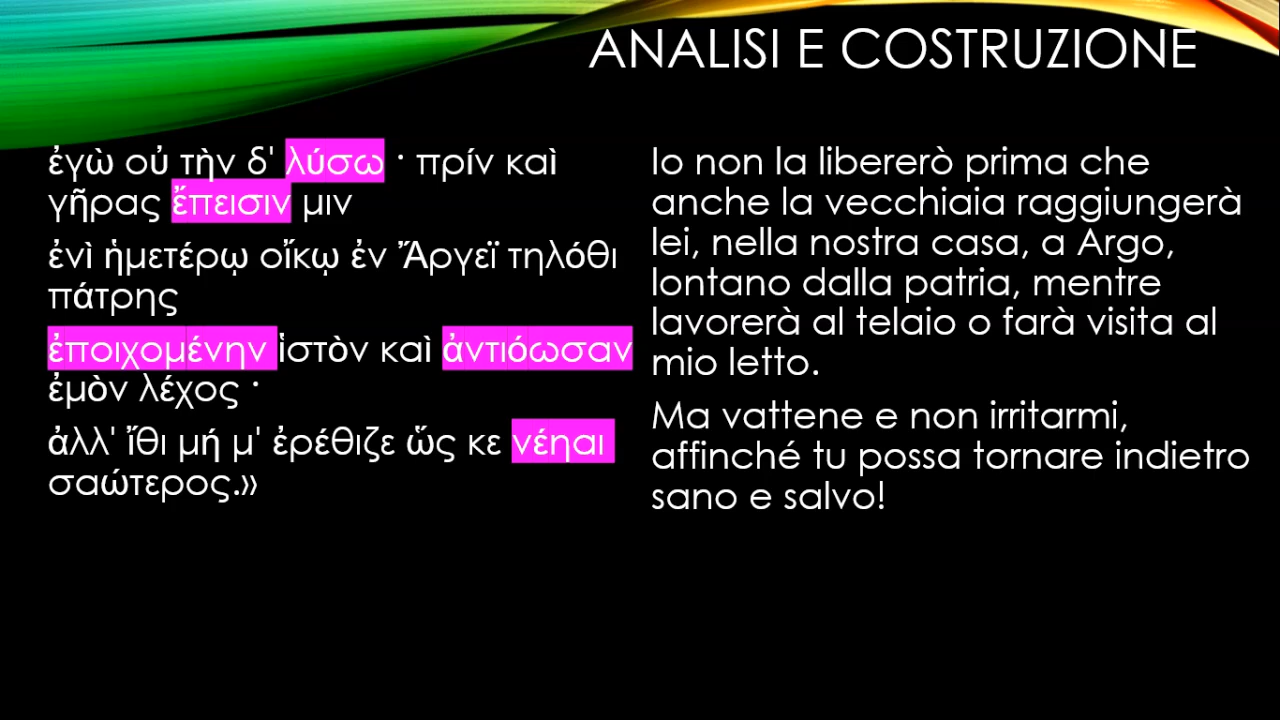 ANALISI E COSTRUZIONE
ἐγὼ οὐ τὴν δ' λύσω · πρίν καὶ
γῆρας ἔπεισιν μιν
ἐνὶ ἡμετέρῳ οἴκῳ ἐν Ἄργεϊ τηλόθι
πάτρης
ἐποιχομένην ἱστὸν καὶ ἀντιόωσαν
ἐμὸν λέχος ·
ἀλλ' ἴθι μή μ' ἐρέθιζε ὥς κε νέηαι
σαώτερος.»
Io non la libererò prima che
anche la vecchiaia raggiungerà
lei, nella nostra casa, a Argo,
lontano dalla patria, mentre
lavorerà al telaio o farà visita al
mio letto.
Ma vattene e non irritarmi,
affinché tu possa tornare indietro
sano e salvo!